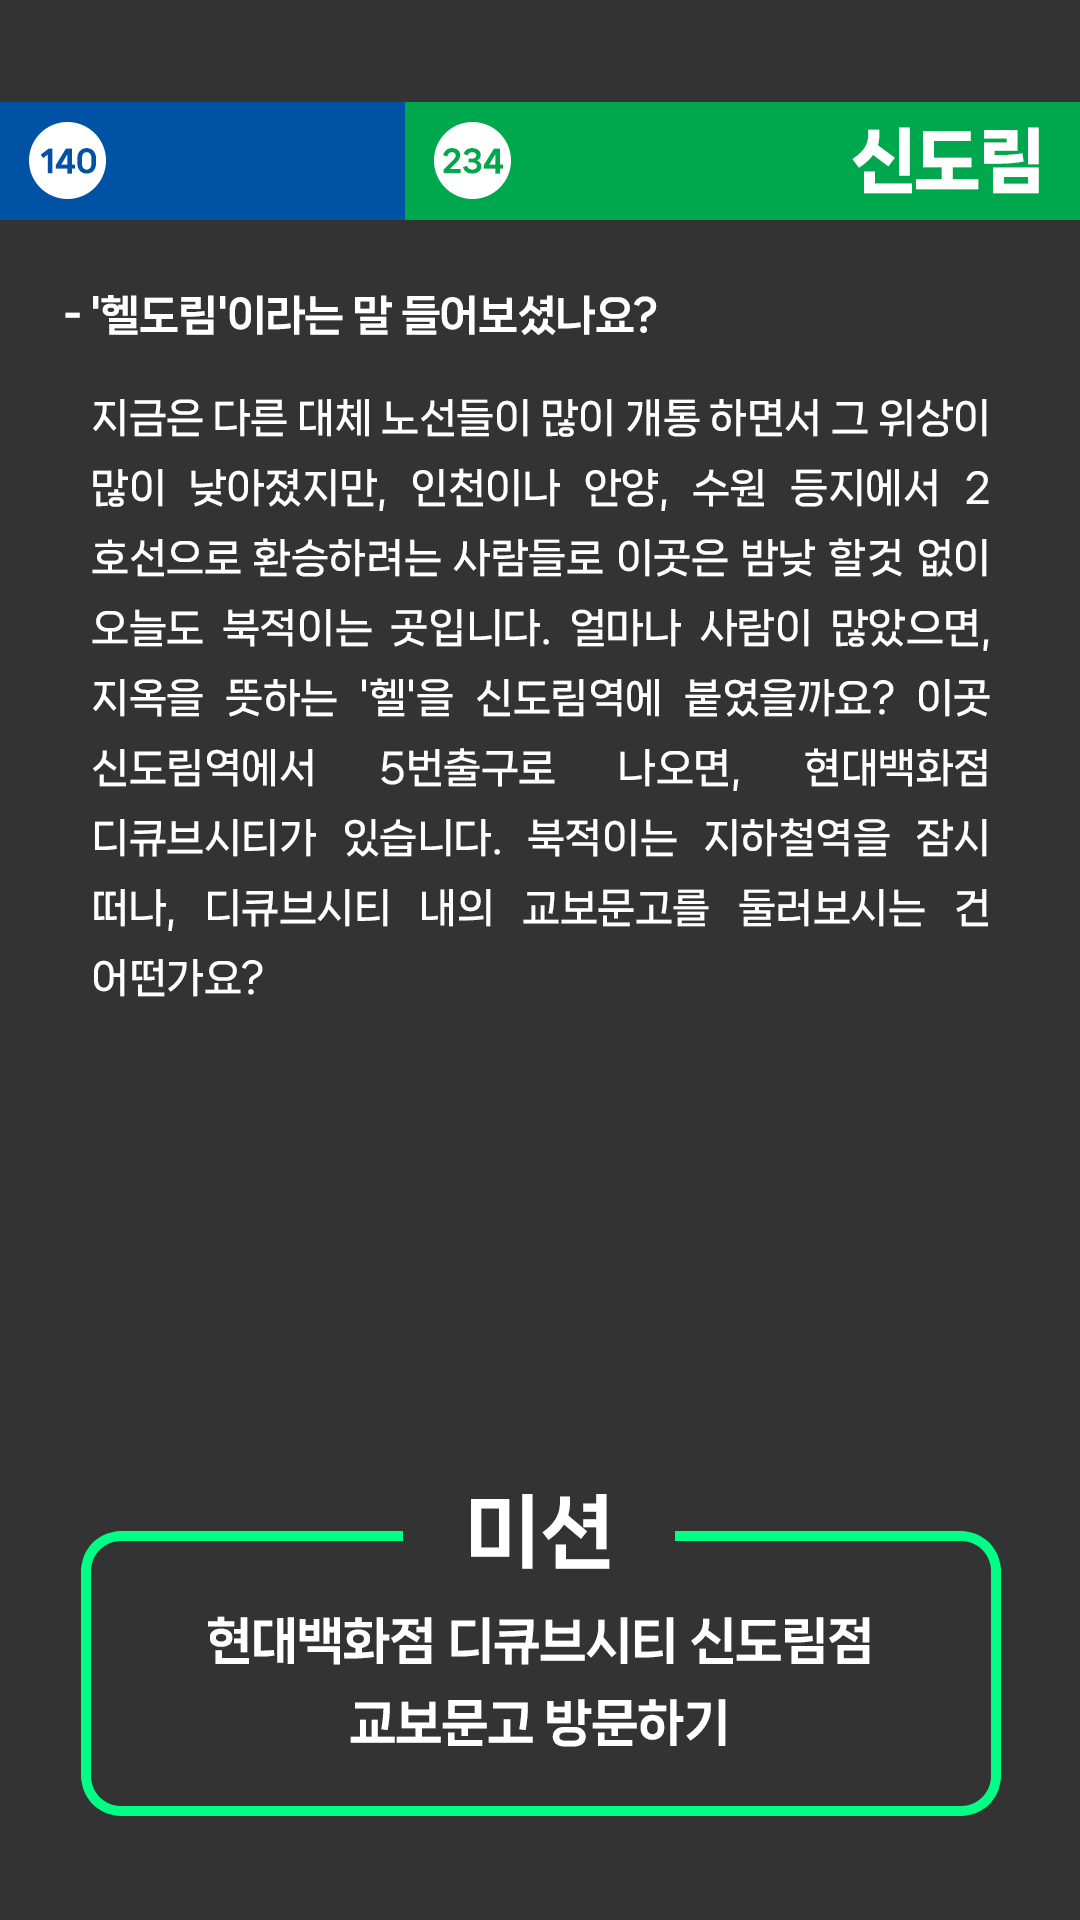 140
234
신도림
- '헬도림'이라는 말 들어보셨나요?
지금은 다른 대체 노선들이 많이 개통 하면서 그 위상이
많이 낮아졌지만, 인천이나 안양, 수원 등지에서 2
호선으로 환승하려는 사람들로 이곳은 밤낮 할것 없이
오늘도 북적이는 곳입니다. 얼마나 사람이 많았으면,
지옥을 뜻하는 '헬'을 신도림역에 붙였을까요? 이곳
신도림역에서 5번출구로 나오면, 현대백화점
디큐브시티가 있습니다. 북적이는 지하철역을 잠시
떠나, 디큐브시티 내의 교보문고를 둘러보시는 건
어떤가요?
미션
현대백화점 디큐브시티 신도림점
교보문고 방문하기